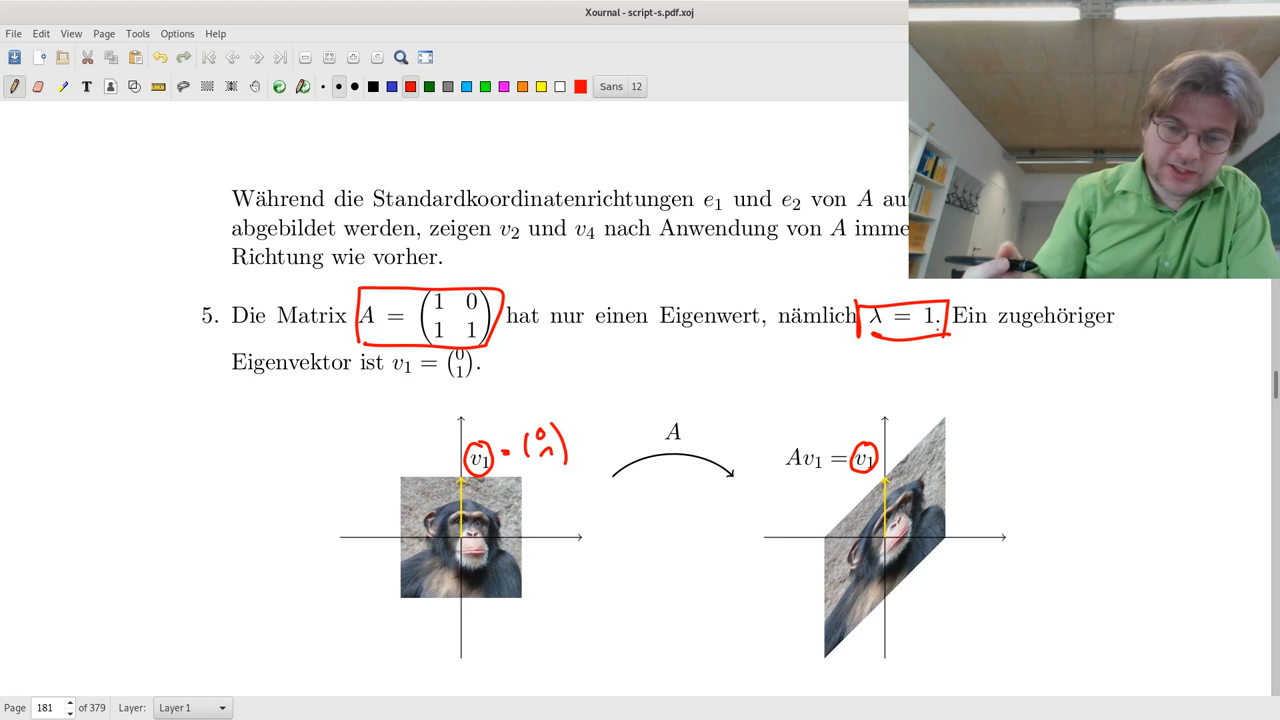 Xournal - script-s.pdf.xoj
File Edit View Page Tools Options Help
T Sans 12
Während die Standardkoordinatenrichtungen e1 und e2 von A au
abgebildet werden, zeigen v2 und v4 nach Anwendung von A imme
Richtung wie vorher.
5. Die Matrix A = (1 0 1 1) hat nur einen Eigenwert, nämlich λ = 1. Ein zugehöriger
Eigenvektor ist v1 = (0 1).
v1 = (0 1)
A
Av1 = v1
Page 181 of 379 Layer: Layer 1